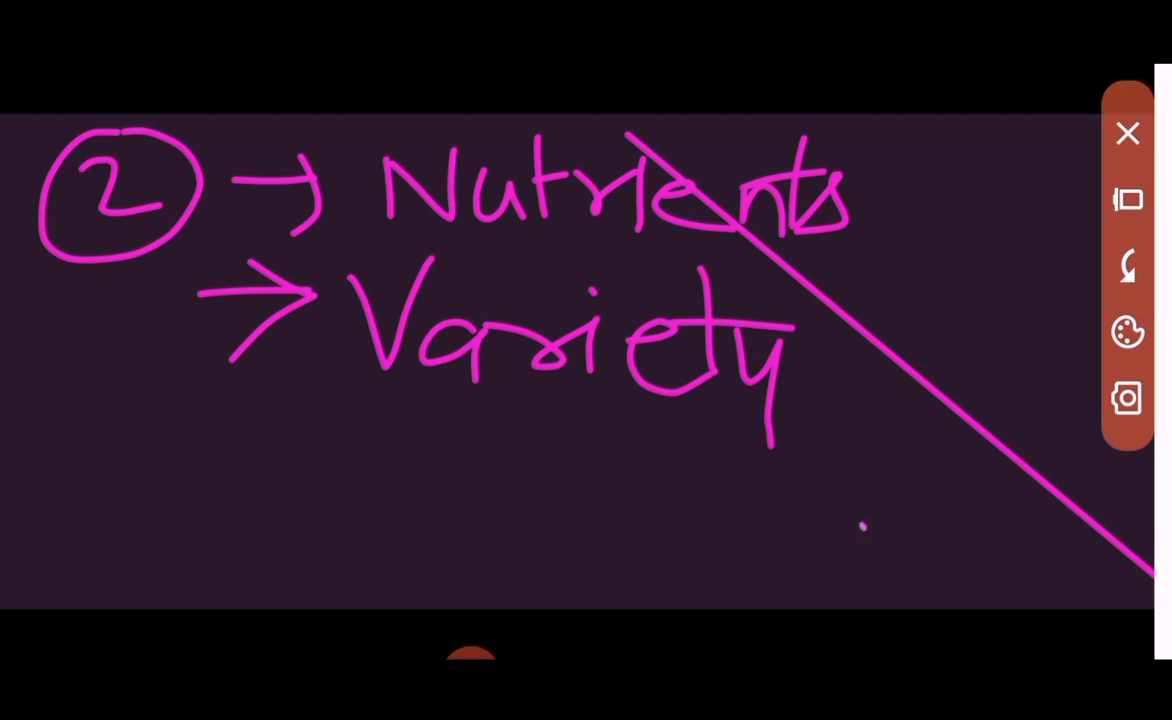 2 → Nutrients
→ Variety